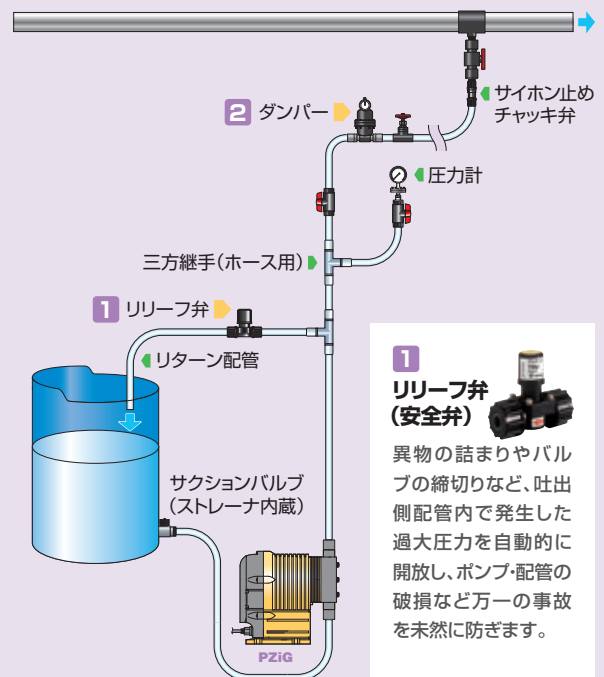 サイホン止め
チャッキ弁
2 ダンパー
圧力計
三方継手(ホース用)
1 リリーフ弁
リターン配管
サクションバルブ
(ストレーナ内蔵)
PZiG
1
リリーフ弁
(安全弁)
異物の詰まりやバル
ブの締切りなど、吐出
側配管内で発生した
過大圧力を自動的に
開放し、ポンプ・配管の
破損など万一の事故
を未然に防ぎます。